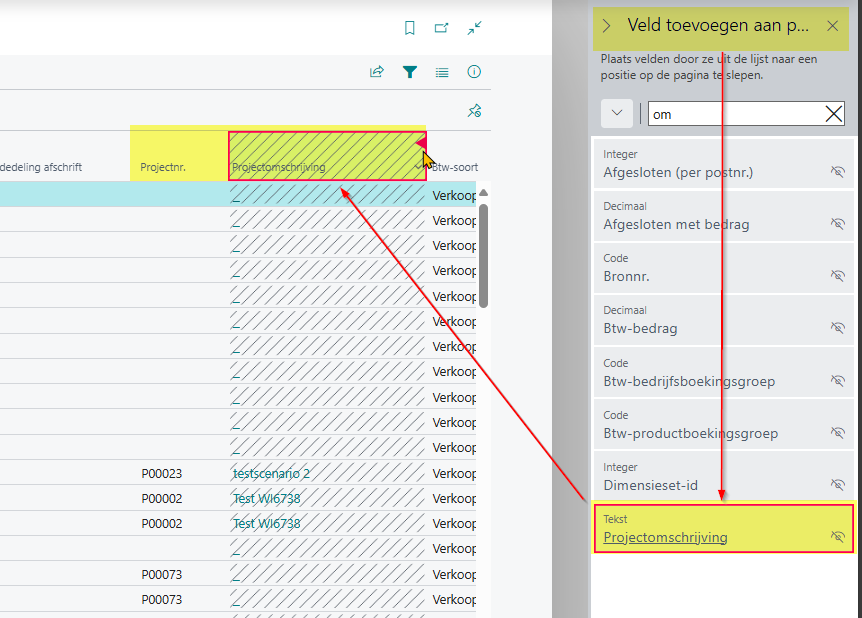 Veld toevoegen aan p...
Plaats velden door ze uit de lijst naar een
positie op de pagina te slepen.
om
dedeling afschrift Projectnr. Projectomschrijving Btw-soort
_ Verkoop
_ Verkoop
_ Verkoop
_ Verkoop
_ Verkoop
_ Verkoop
_ Verkoop
_ Verkoop
_ Verkoop
_ Verkoop
_ Verkoop
P00023 testscenario 2 Verkoop
P00002 Test WI6738 Verkoop
P00002 Test WI6738 Verkoop
_ Verkoop
P00073 _ Verkoop
P00073 _ Verkoop
Integer
Afgesloten (per postnr.)
Decimaal
Afgesloten met bedrag
Code
Bronnr.
Decimaal
Btw-bedrag
Code
Btw-bedrijfsboekingsgroep
Code
Btw-productboekingsgroep
Integer
Dimensieset-id
Tekst
Projectomschrijving